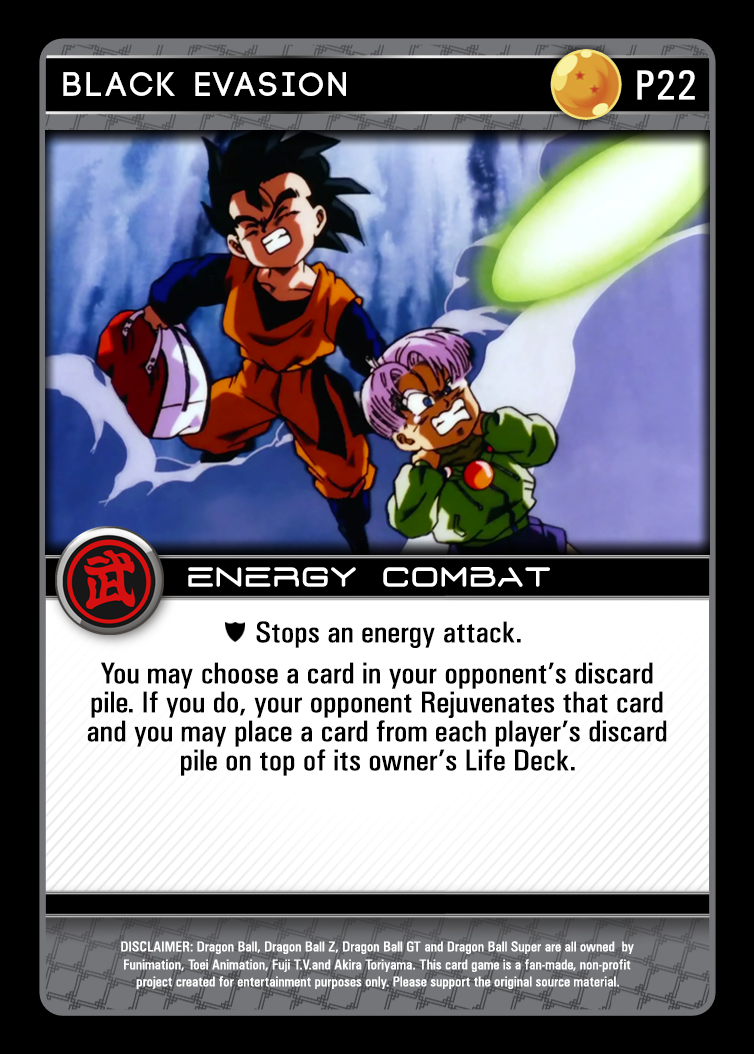 BLACK EVASION
P22
武
ENERGY COMBAT
Stops an energy attack.
You may choose a card in your opponent's discard
pile. If you do, your opponent Rejuvenates that card
and you may place a card from each player's discard
pile on top of its owner's Life Deck.
DISCLAIMER: Dragon Ball, Dragon Ball Z, Dragon Ball GT and Dragon Ball Super are all owned by
Funimation, Toei Animation, Fuji T.V.and Akira Toriyama. This card game is a fan-made, non-profit
project created for entertainment purposes only. Please support the original source material.